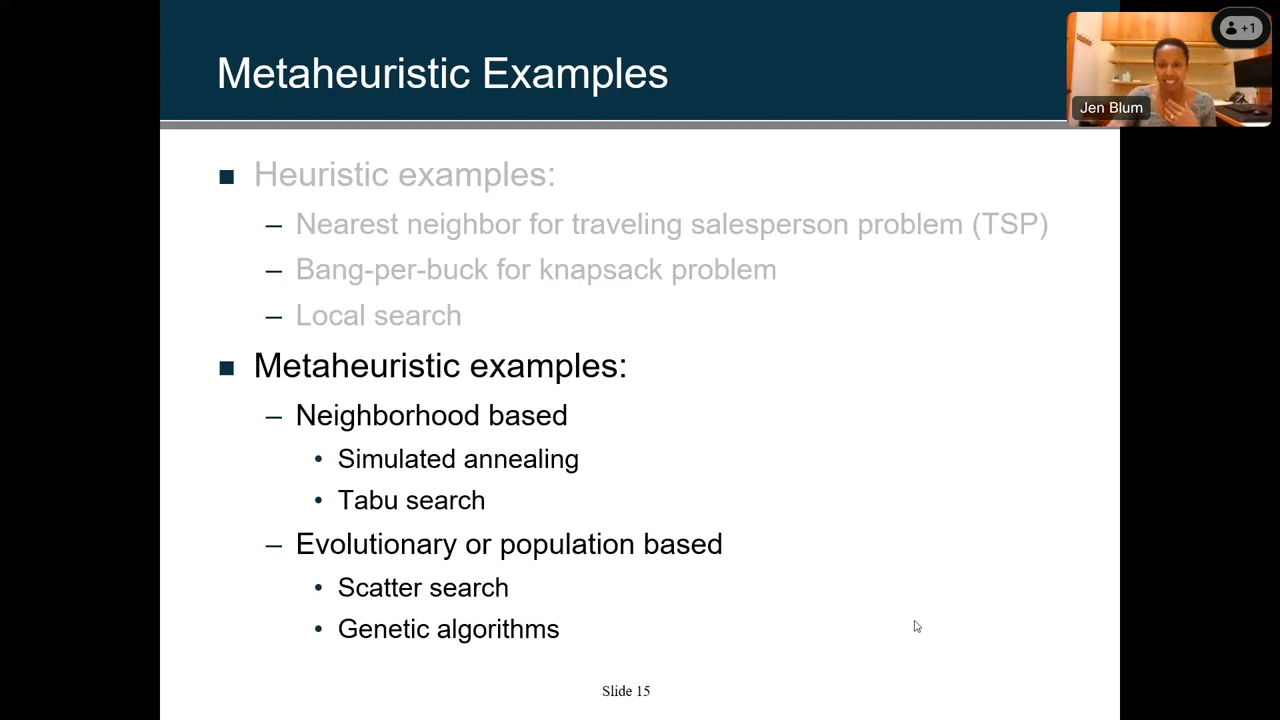 Metaheuristic Examples
+1
Jen Blum
Heuristic examples:
– Nearest neighbor for traveling salesperson problem (TSP)
– Bang-per-buck for knapsack problem
– Local search
Metaheuristic examples:
– Neighborhood based
• Simulated annealing
• Tabu search
– Evolutionary or population based
• Scatter search
• Genetic algorithms
Slide 15